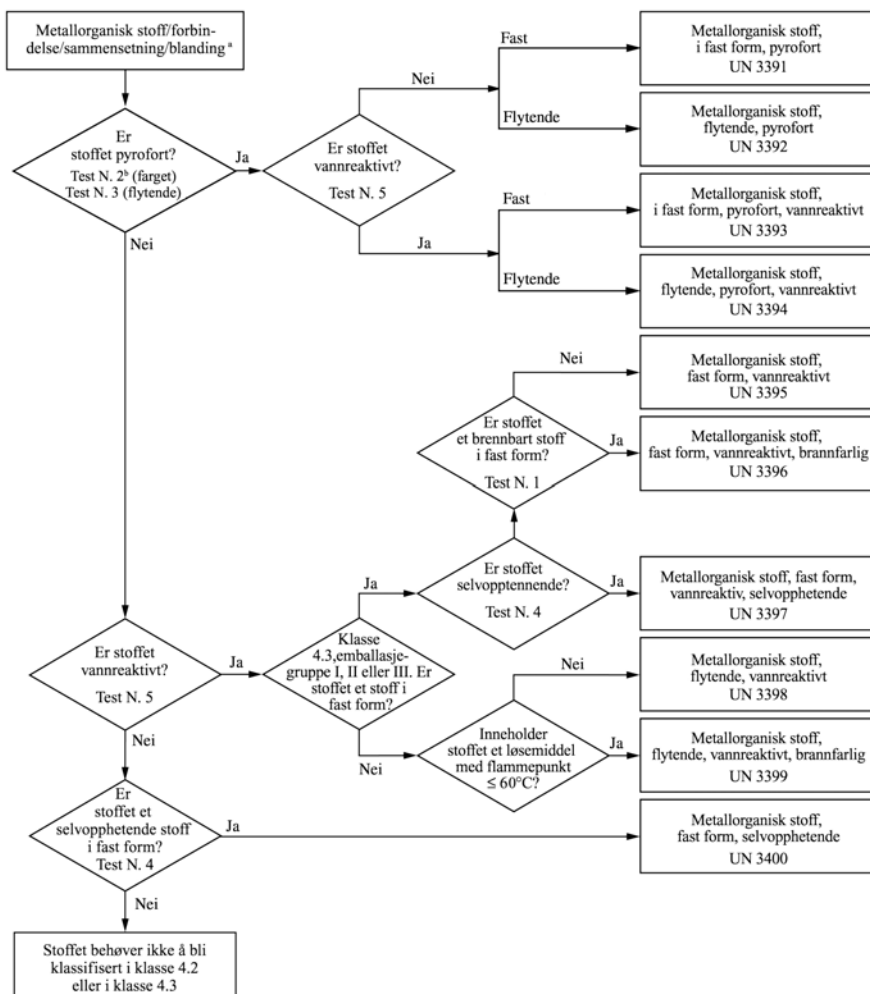 Metallorganisk stoff/forbin-
delse/sammensetning/blanding ᵃ
Er
stoffet pyrofort?
Test N. 2ᵇ (farget)
Test N. 3 (flytende)
Ja
Nei
Er stoffet
vannreaktivt?
Test N. 5
Nei
Ja
Fast
Flytende
Fast
Flytende
Metallorganisk stoff,
i fast form, pyrofort
UN 3391
Metallorganisk stoff,
flytende, pyrofort
UN 3392
Metallorganisk stoff,
i fast form, pyrofort, vannreaktivt
UN 3393
Metallorganisk stoff,
flytende, pyrofort, vannreaktivt
UN 3394
Er stoffet
vannreaktivt?
Test N. 5
Ja
Nei
Klasse
4.3,emballasje-
gruppe I, II eller III. Er
stoffet et stoff i
fast form?
Ja
Nei
Er stoffet
selvopptennende?
Test N. 4
Ja
Er stoffet
et brennbart stoff
i fast form?
Test N. 1
Nei
Ja
Metallorganisk stoff,
fast form, vannreaktivt
UN 3395
Metallorganisk stoff,
fast form, vannreaktivt, brannfarlig
UN 3396
Metallorganisk stoff, fast form,
vannreaktiv, selvopphetende
UN 3397
Inneholder
stoffet et løsemiddel
med flammepunkt
≤ 60°C?
Nei
Ja
Metallorganisk stoff,
flytende, vannreaktivt
UN 3398
Metallorganisk stoff,
flytende, vannreaktivt, brannfarlig
UN 3399
Er
stoffet et
selvopphetende stoff
i fast form?
Test N. 4
Ja
Nei
Metallorganisk stoff,
fast form, selvopphetende
UN 3400
Stoffet behøver ikke å bli
klassifisert i klasse 4.2
eller i klasse 4.3